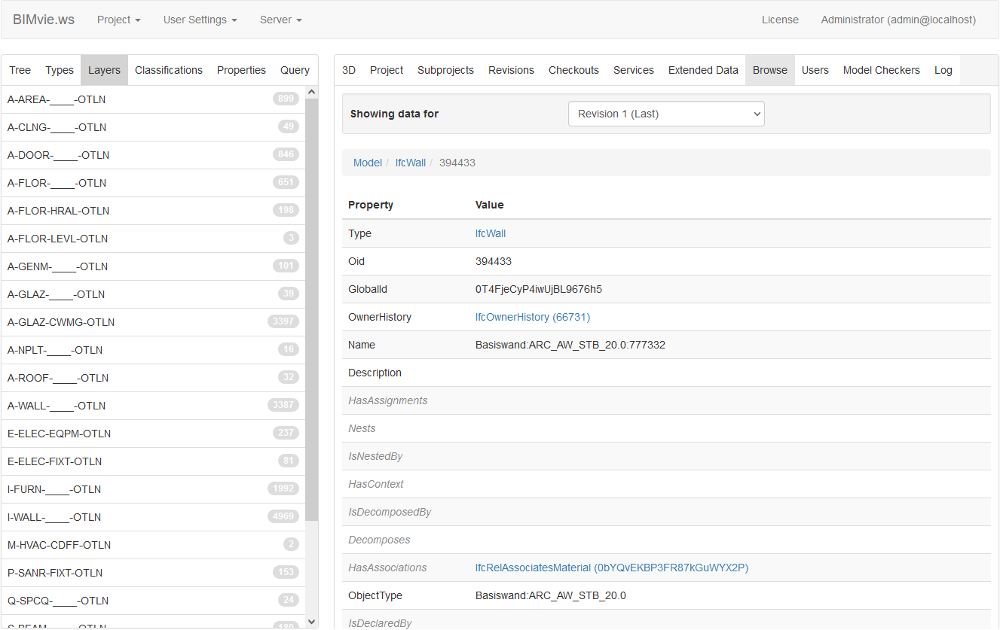 BIMvie.ws Project User Settings Server License Administrator (admin@localhost)
Tree Types Layers Classifications Properties Query
A-AREA-____-OTLN 899
A-CLNG-____-OTLN 49
A-DOOR-____-OTLN 846
A-FLOR-____-OTLN 651
A-FLOR-HRAL-OTLN 198
A-FLOR-LEVL-OTLN 3
A-GENM-____-OTLN 101
A-GLAZ-____-OTLN 39
A-GLAZ-CWMG-OTLN 3397
A-NPLT-____-OTLN 16
A-ROOF-____-OTLN 32
A-WALL-____-OTLN 3387
E-ELEC-EQPM-OTLN 237
E-ELEC-FIXT-OTLN 81
I-FURN-____-OTLN 1992
I-WALL-____-OTLN 4969
M-HVAC-CDFF-OTLN 2
P-SANR-FIXT-OTLN 153
Q-SPCQ-____-OTLN 24
S-BEAM-____-OTLN 189
3D Project Subprojects Revisions Checkouts Services Extended Data Browse Users Model Checkers Log
Showing data for Revision 1 (Last)
Model / IfcWall / 394433
Property Value
Type IfcWall
Oid 394433
GlobalId 0T4FjeCyP4iwUjBL9676h5
OwnerHistory IfcOwnerHistory (66731)
Name Basiswand:ARC_AW_STB_20.0:777332
Description
HasAssignments
Nests
IsNestedBy
HasContext
IsDecomposedBy
Decomposes
HasAssociations IfcRelAssociatesMaterial (0bYQvEKBP3FR87kGuWYX2P)
ObjectType Basiswand:ARC_AW_STB_20.0
IsDeclaredBy